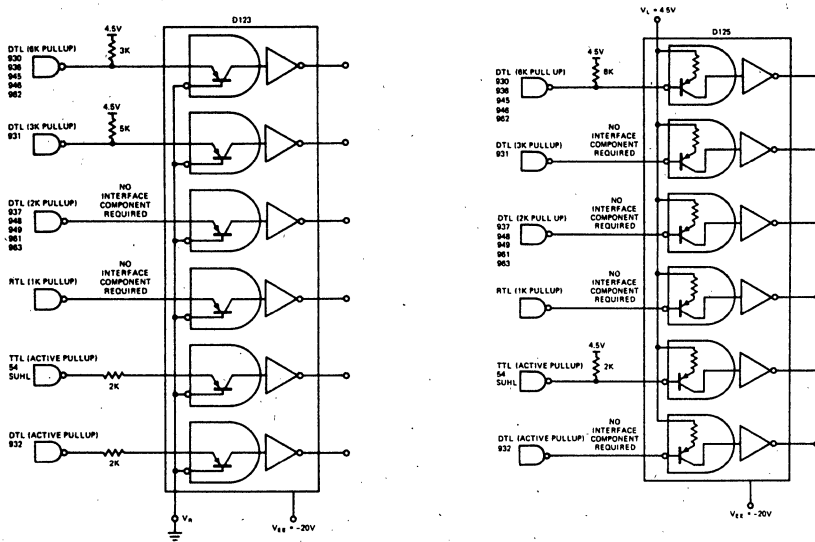 D123
4.5V
3K
DTL (6K PULLUP)
930
936
945
946
962
4.5V
5K
DTL (3K PULLUP)
931
NO
INTERFACE
COMPONENT
REQUIRED
DTL (2K PULLUP)
937
948
949
961
963
NO
INTERFACE
COMPONENT
REQUIRED
RTL (1K PULLUP)
TTL (ACTIVE PULLUP)
54
SUHL
2K
DTL (ACTIVE PULLUP)
932
2K
VR
VEE = -20V
VL = 4 5V
D125
4 5V
8K
DTL (6K PULL UP)
930
936
945
946
962
NO
INTERFACE
COMPONENT
REQUIRED
DTL (3K PULLUP)
931
NO
INTERFACE
COMPONENT
REQUIRED
DTL (2K PULL UP)
937
948
949
961
963
NO
INTERFACE
COMPONENT
REQUIRED
RTL (1K PULLUP)
4.5V
2K
TTL (ACTIVE PULLUP)
54
SUHL
NO
INTERFACE
COMPONENT
REQUIRED
DTL (ACTIVE PULLUP)
932
VEE = -20V